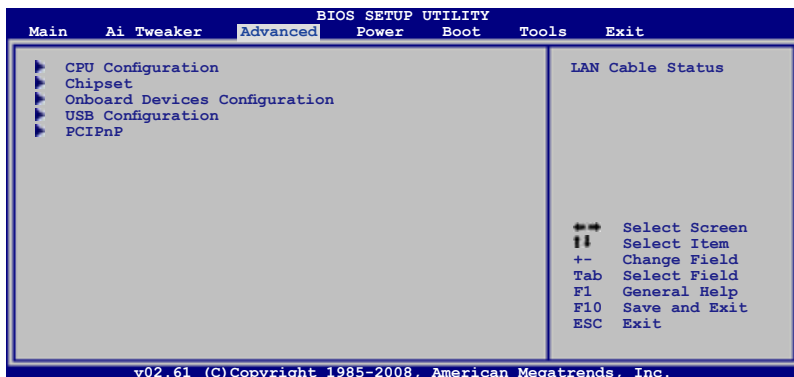 BIOS SETUP UTILITY
Main Ai Tweaker Advanced Power Boot Tools Exit
CPU Configuration
Chipset
Onboard Devices Configuration
USB Configuration
PCIPnP
LAN Cable Status
Select Screen
Select Item
+- Change Field
Tab Select Field
F1 General Help
F10 Save and Exit
ESC Exit
v02.61 (C)Copyright 1985-2008, American Megatrends, Inc.